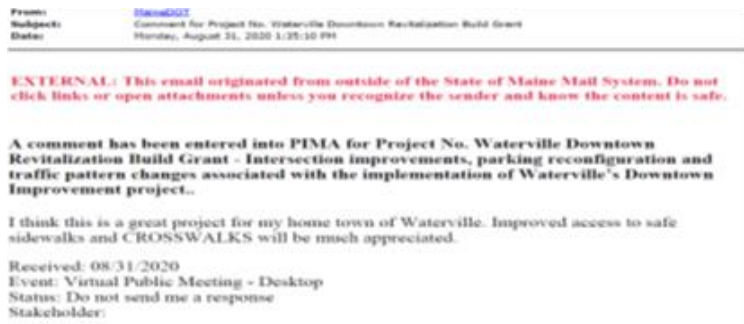 From: MaineDOT
Subject: Comment for Project No. Waterville Downtown Revitalization Build Grant
Date: Monday, August 31, 2020 1:35:10 PM
EXTERNAL: This email originated from outside of the State of Maine Mail System. Do not
click links or open attachments unless you recognize the sender and know the content is safe.
A comment has been entered into PIMA for Project No. Waterville Downtown
Revitalization Build Grant - Intersection improvements, parking reconfiguration and
traffic pattern changes associated with the implementation of Waterville's Downtown
Improvement project..
I think this is a great project for my home town of Waterville. Improved access to safe
sidewalks and CROSSWALKS will be much appreciated.
Received: 08/31/2020
Event: Virtual Public Meeting - Desktop
Status: Do not send me a response
Stakeholder: